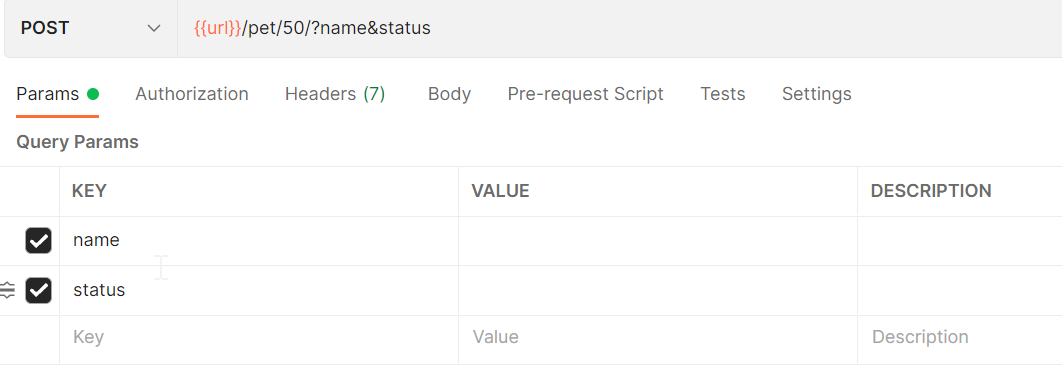 POST {{url}}/pet/50/?name&status
Params Authorization Headers (7) Body Pre-request Script Tests Settings
Query Params
KEY VALUE DESCRIPTION
name
status
Key Value Description